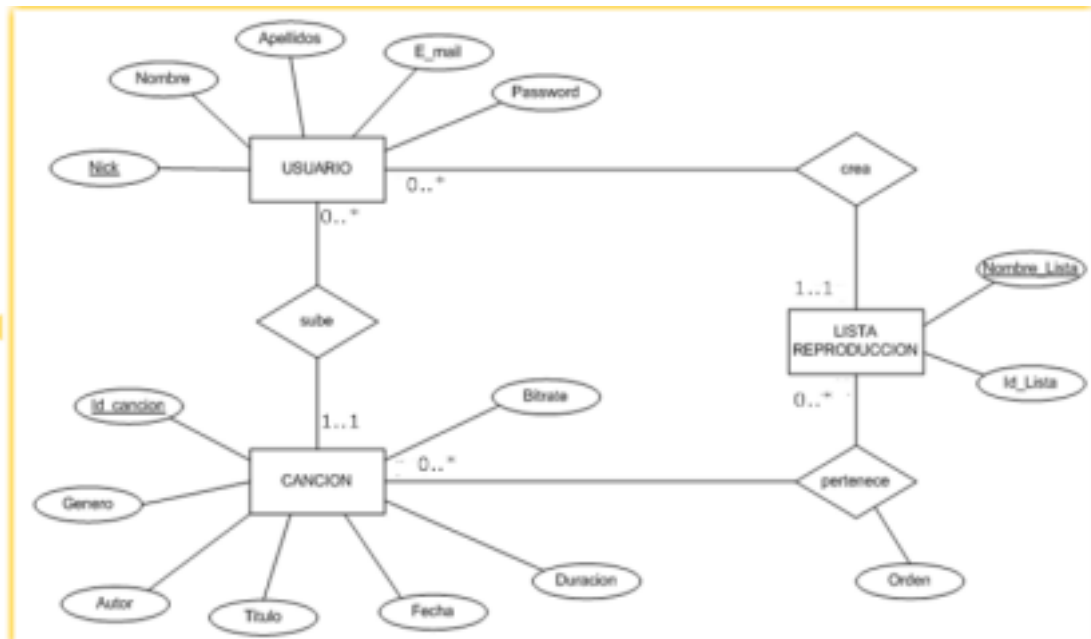 Apellidos
E_mail
Nombre
Password
Nick
USUARIO
0..*
crea
0..*
Nombre_Lista
1..1
sube
LISTA
REPRODUCCION
Id_Lista
0..*
Bitrate
Id_cancion
1..1
0..*
CANCION
pertenece
Genero
Duracion
Orden
Autor
Titulo
Fecha